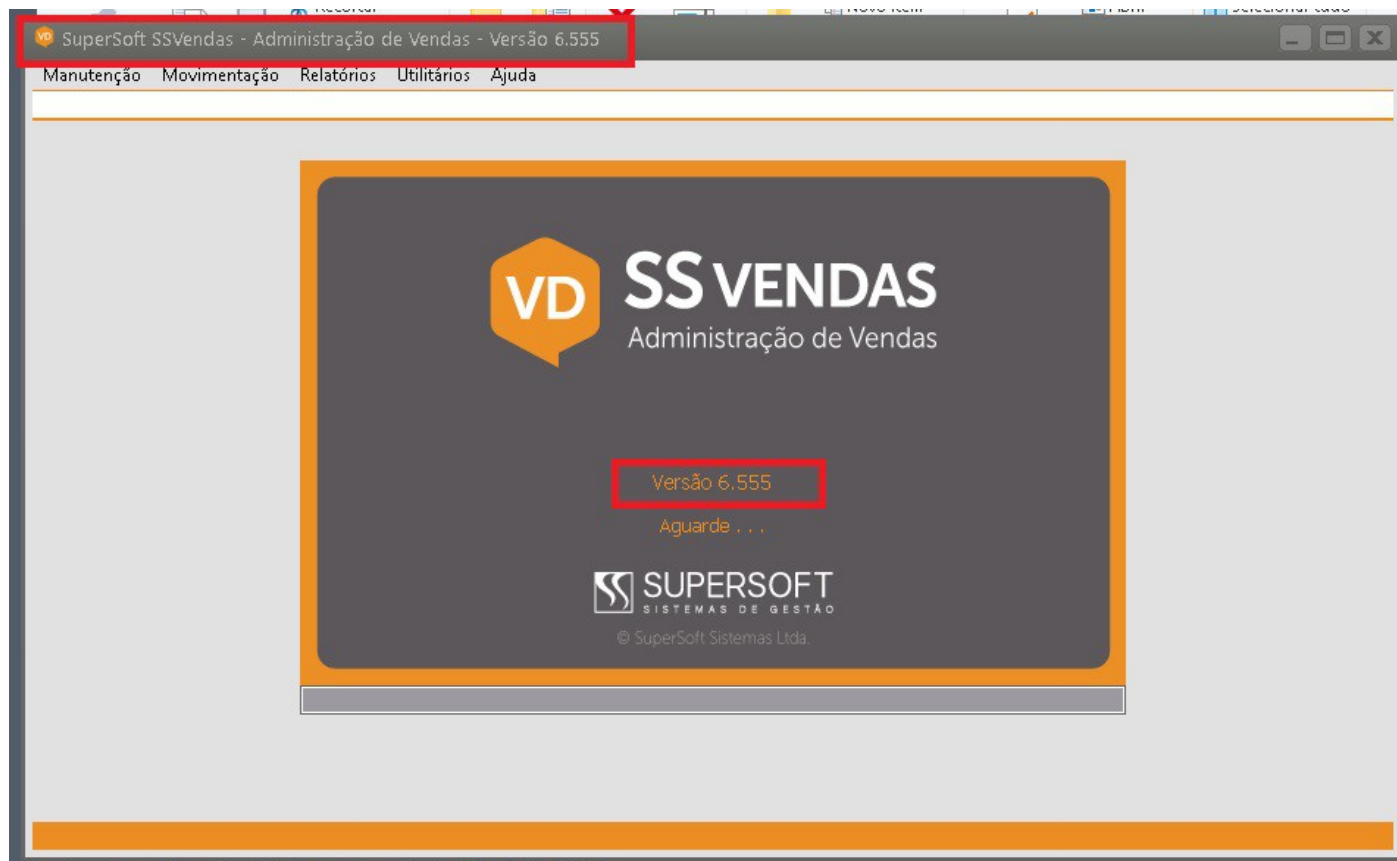 SuperSoft SSVendas - Administração de Vendas - Versão 6.555
Manutenção Movimentação Relatórios Utilitários Ajuda
VD
SS VENDAS
Administração de Vendas
Versão 6.555
Aguarde . . .
SUPERSOFT
SISTEMAS DE GESTÃO
© SuperSoft Sistemas Ltda.